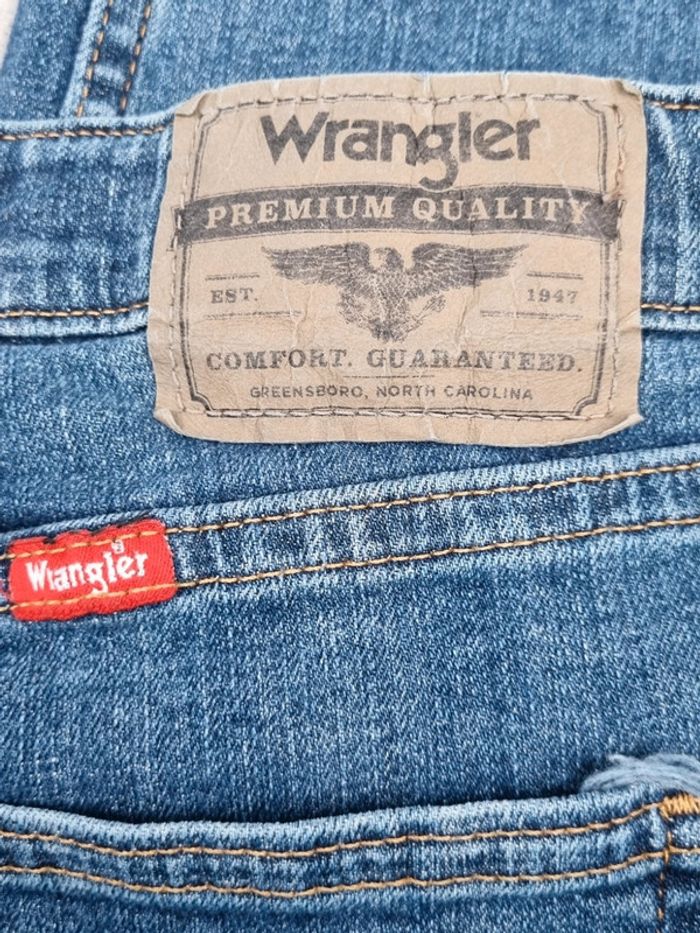 Wrangler
PREMIUM QUALITY
EST. 1947
COMFORT. GUARANTEED.
GREENSBORO, NORTH CAROLINA
Wrangler®